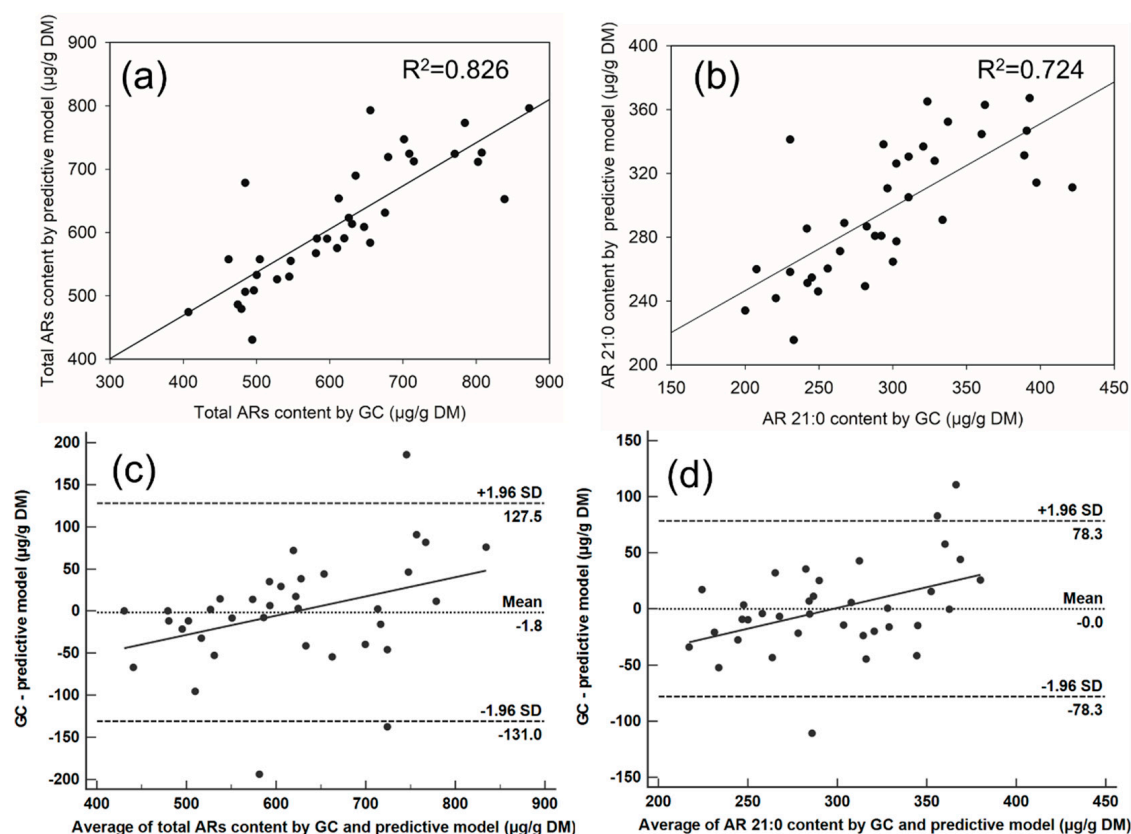 (a)
R²=0.826
Total ARs content by predictive model (µg/g DM)
900
800
700
600
500
400
300 400 500 600 700 800 900
Total ARs content by GC (µg/g DM)
(b)
R²=0.724
AR 21:0 content by predictive model (µg/g DM)
400
360
320
280
240
200
150 200 250 300 350 400 450
AR 21:0 content by GC (µg/g DM)
(c)
GC - predictive model (µg/g DM)
200
150
100
50
0
-50
-100
-150
-200
+1.96 SD
127.5
Mean
-1.8
-1.96 SD
-131.0
400 500 600 700 800 900
Average of total ARs content by GC and predictive model (µg/g DM)
(d)
GC - predictive model (µg/g DM)
150
100
50
0
-50
-100
-150
+1.96 SD
78.3
Mean
-0.0
-1.96 SD
-78.3
200 250 300 350 400 450
Average of AR 21:0 content by GC and predictive model (µg/g DM)